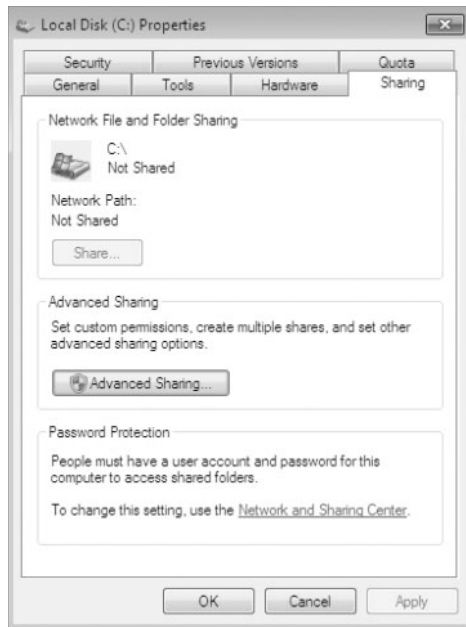 Local Disk (C:) Properties
Security
Previous Versions
Quota
General
Tools
Hardware
Sharing
Network File and Folder Sharing
C:\
Not Shared
Network Path:
Not Shared
Share...
Advanced Sharing
Set custom permissions, create multiple shares, and set other
advanced sharing options.
Advanced Sharing...
Password Protection
People must have a user account and password for this
computer to access shared folders.
To change this setting, use the Network and Sharing Center.
OK
Cancel
Apply